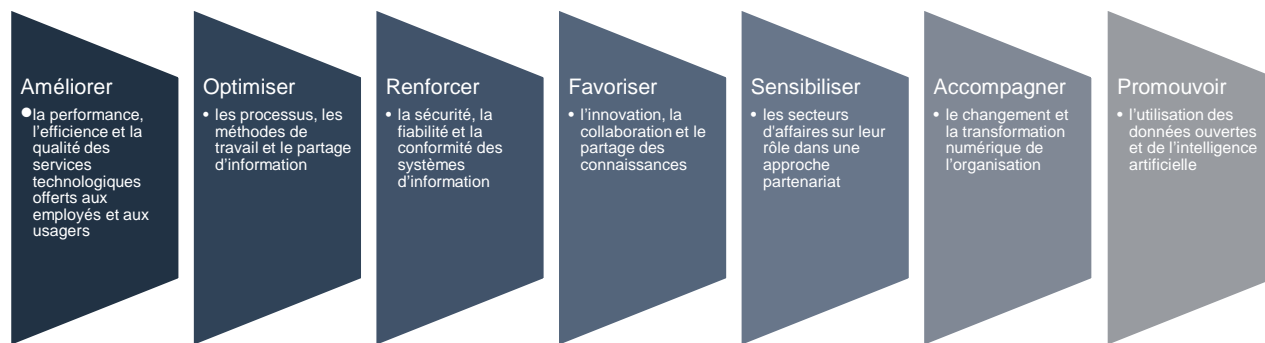 Améliorer
•la performance,
l'efficience et la
qualité des
services
technologiques
offerts aux
employés et aux
usagers
Optimiser
• les processus, les
méthodes de
travail et le partage
d'information
Renforcer
• la sécurité, la
fiabilité et la
conformité des
systèmes
d'information
Favoriser
• l'innovation, la
collaboration et le
partage des
connaissances
Sensibiliser
• les secteurs
d'affaires sur leur
rôle dans une
approche
partenariat
Accompagner
• le changement et
la transformation
numérique de
l'organisation
Promouvoir
• l'utilisation des
données ouvertes
et de l'intelligence
artificielle